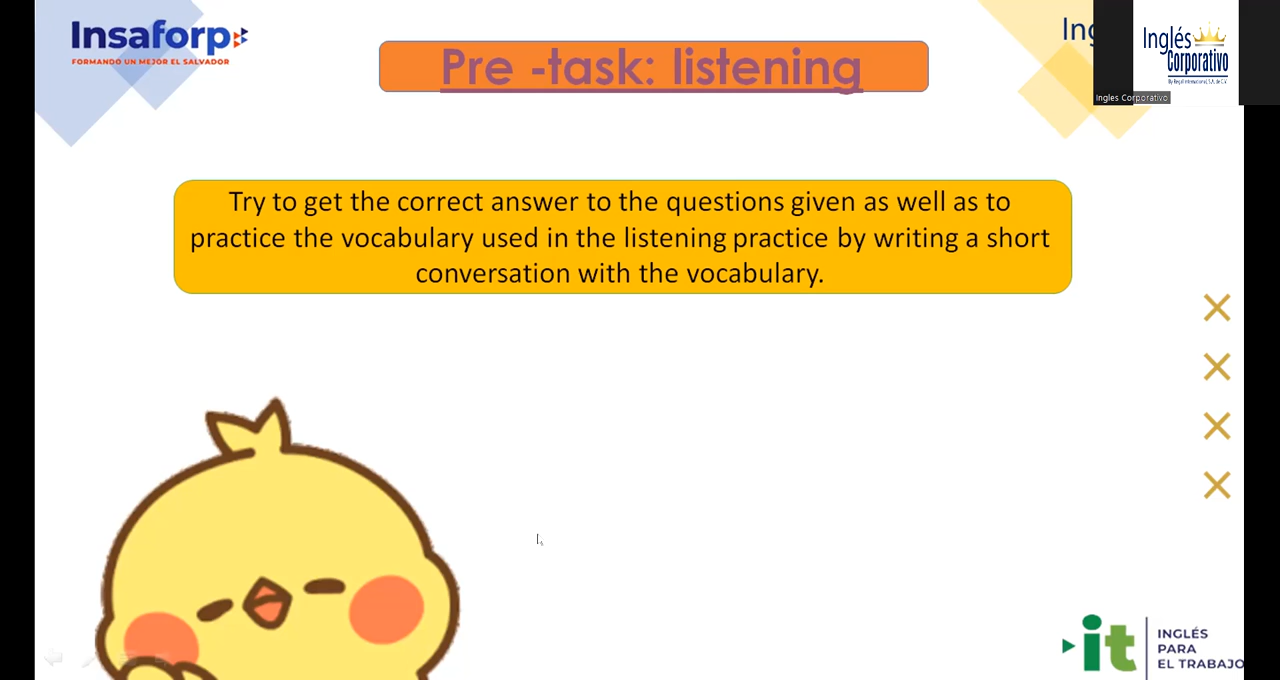 Insaforp
FORMANDO UN MEJOR EL SALVADOR
Pre -task: listening
Inglés
Corporativo
Ingles Corporativo
Try to get the correct answer to the questions given as well as to
practice the vocabulary used in the listening practice by writing a short
conversation with the vocabulary.
it
INGLÉS
PARA
EL TRABAJO